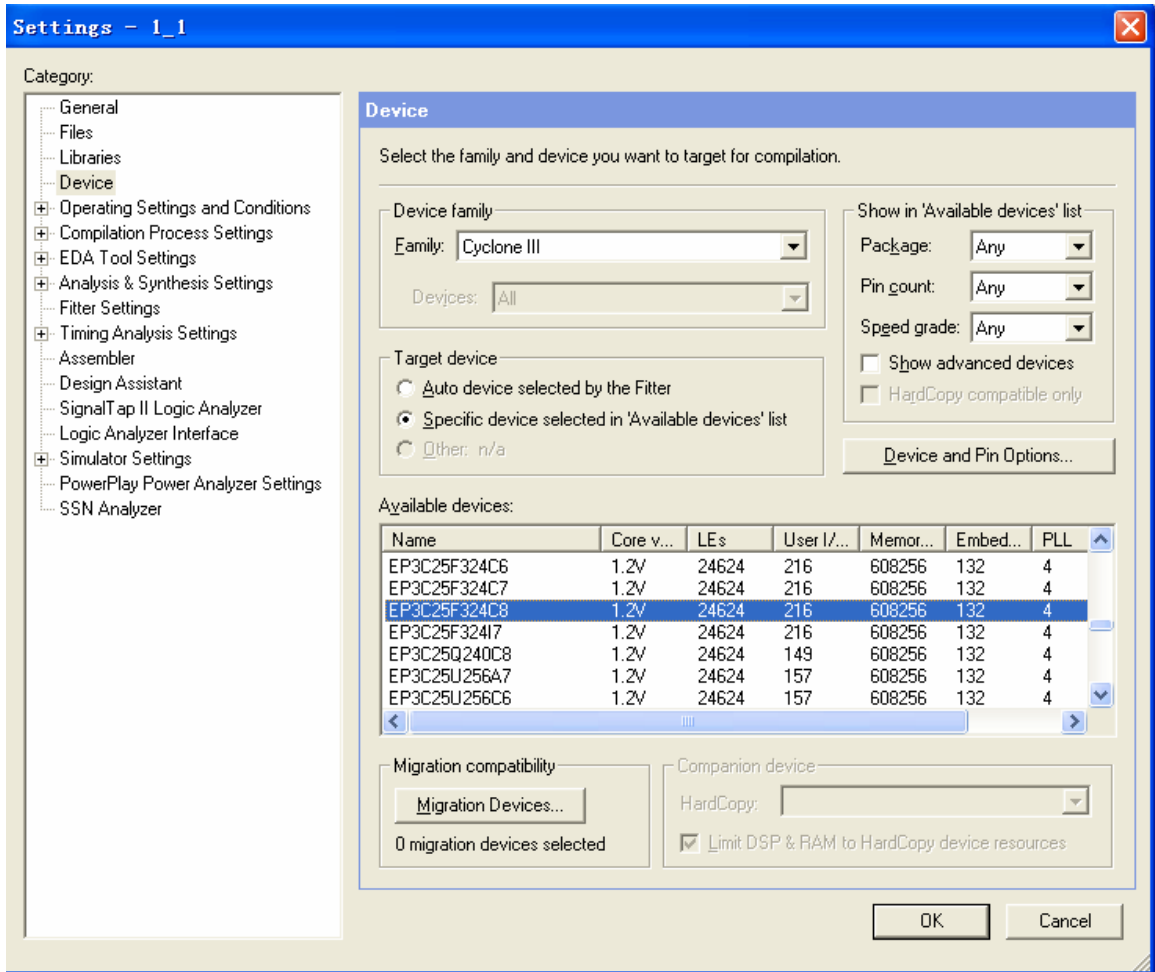 Settings - 1_1
Category:
General
Files
Libraries
Device
Operating Settings and Conditions
Compilation Process Settings
EDA Tool Settings
Analysis & Synthesis Settings
Fitter Settings
Timing Analysis Settings
Assembler
Design Assistant
SignalTap II Logic Analyzer
Logic Analyzer Interface
Simulator Settings
PowerPlay Power Analyzer Settings
SSN Analyzer
Device
Select the family and device you want to target for compilation.
Device family
Family: Cyclone III
Devices: All
Show in 'Available devices' list
Package: Any
Pin count: Any
Speed grade: Any
Show advanced devices
HardCopy compatible only
Target device
Auto device selected by the Fitter
Specific device selected in 'Available devices' list
Other: n/a
Device and Pin Options...
Available devices:
Name Core v... LEs User I/... Memor... Embed... PLL
EP3C25F324C6 1.2V 24624 216 608256 132 4
EP3C25F324C7 1.2V 24624 216 608256 132 4
EP3C25F324C8 1.2V 24624 216 608256 132 4
EP3C25F324I7 1.2V 24624 216 608256 132 4
EP3C25Q240C8 1.2V 24624 149 608256 132 4
EP3C25U256A7 1.2V 24624 157 608256 132 4
EP3C25U256C6 1.2V 24624 157 608256 132 4
Migration compatibility
Migration Devices...
0 migration devices selected
Companion device
HardCopy:
Limit DSP & RAM to HardCopy device resources
OK Cancel